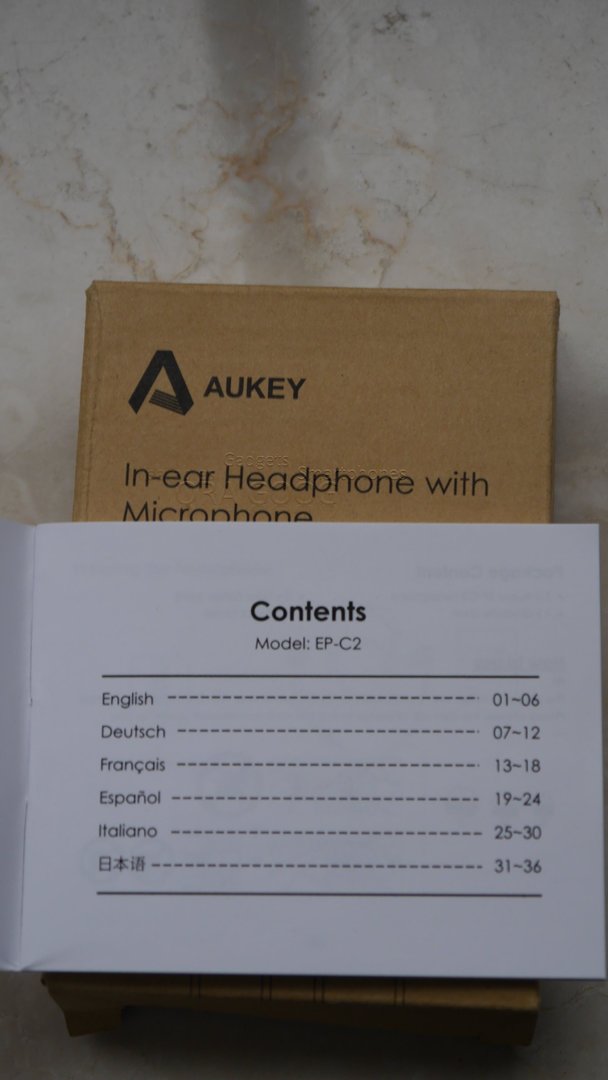 AUKEY
In-ear Headphone with
Microphone
Contents
Model: EP-C2
English 01~06
Deutsch 07~12
Français 13~18
Español 19~24
Italiano 25~30
日本语 31~36